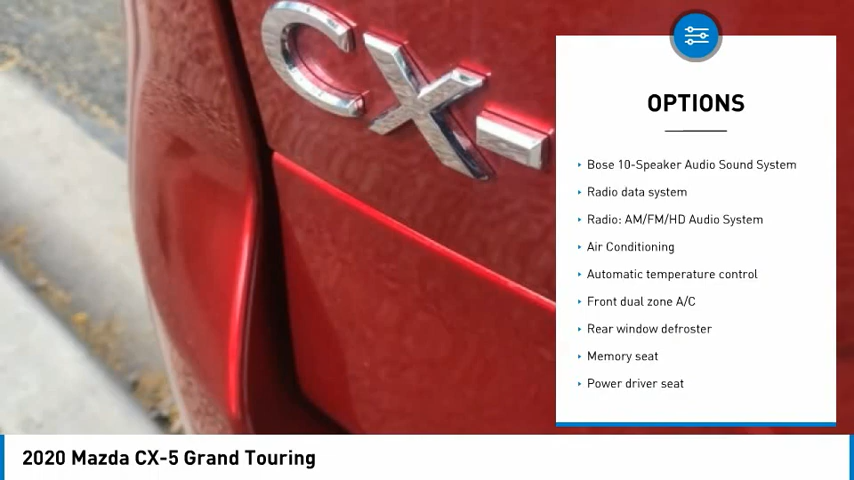 CX-
OPTIONS
Bose 10-Speaker Audio Sound System
Radio data system
Radio: AM/FM/HD Audio System
Air Conditioning
Automatic temperature control
Front dual zone A/C
Rear window defroster
Memory seat
Power driver seat
2020 Mazda CX-5 Grand Touring